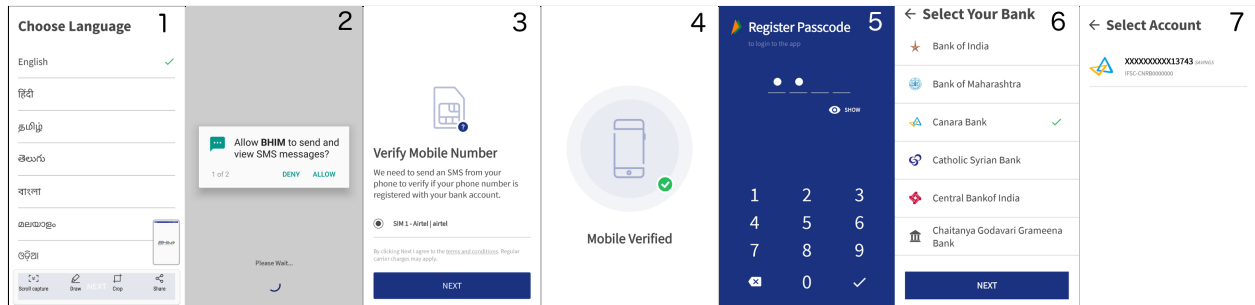 Choose Language
1
English
हिंदी
தமிழ்
తెలుగు
বাংলা
മലയാളം
ଓଡ଼ିଆ
Scroll capture
Draw
NEXT
Crop
Share
2
Allow BHIM to send and
view SMS messages?
1 of 2
DENY
ALLOW
Please Wait...
3
?
Verify Mobile Number
We need to send an SMS from your
phone to verify if your phone number is
registered with your bank account.
SIM 1 - Airtel | airtel
By clicking Next I agree to the terms and conditions. Regular
carrier charges may apply.
NEXT
4
Mobile Verified
5
Register Passcode
to login to the app
SHOW
1 2 3
4 5 6
7 8 9
0
6
Select Your Bank
Bank of India
Bank of Maharashtra
Canara Bank
Catholic Syrian Bank
Central Bankof India
Chaitanya Godavari Grameena
Bank
NEXT
7
Select Account
XXXXXXXXXX13743 SAVINGS
IFSC-CNRB0000000